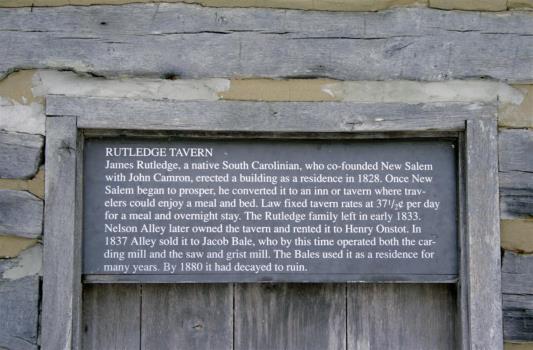 RUTLEDGE TAVERN
James Rutledge, a native South Carolinian, who co-founded New Salem
with John Camron, erected a building as a residence in 1828. Once New
Salem began to prosper, he converted it to an inn or tavern where trav-
elers could enjoy a meal and bed. Law fixed tavern rates at 37½¢ per day
for a meal and overnight stay. The Rutledge family left in early 1833.
Nelson Alley later owned the tavern and rented it to Henry Onstot. In
1837 Alley sold it to Jacob Bale, who by this time operated both the car-
ding mill and the saw and grist mill. The Bales used it as a residence for
many years. By 1880 it had decayed to ruin.